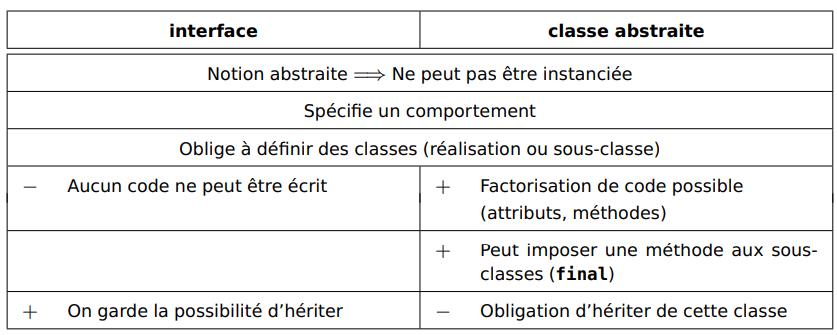 interface classe abstraite
Notion abstraite ⟹ Ne peut pas être instanciée
Spécifie un comportement
Oblige à définir des classes (réalisation ou sous-classe)
− Aucun code ne peut être écrit + Factorisation de code possible
(attributs, méthodes)
+ Peut imposer une méthode aux sous-
classes (final)
+ On garde la possibilité d’hériter − Obligation d’hériter de cette classe